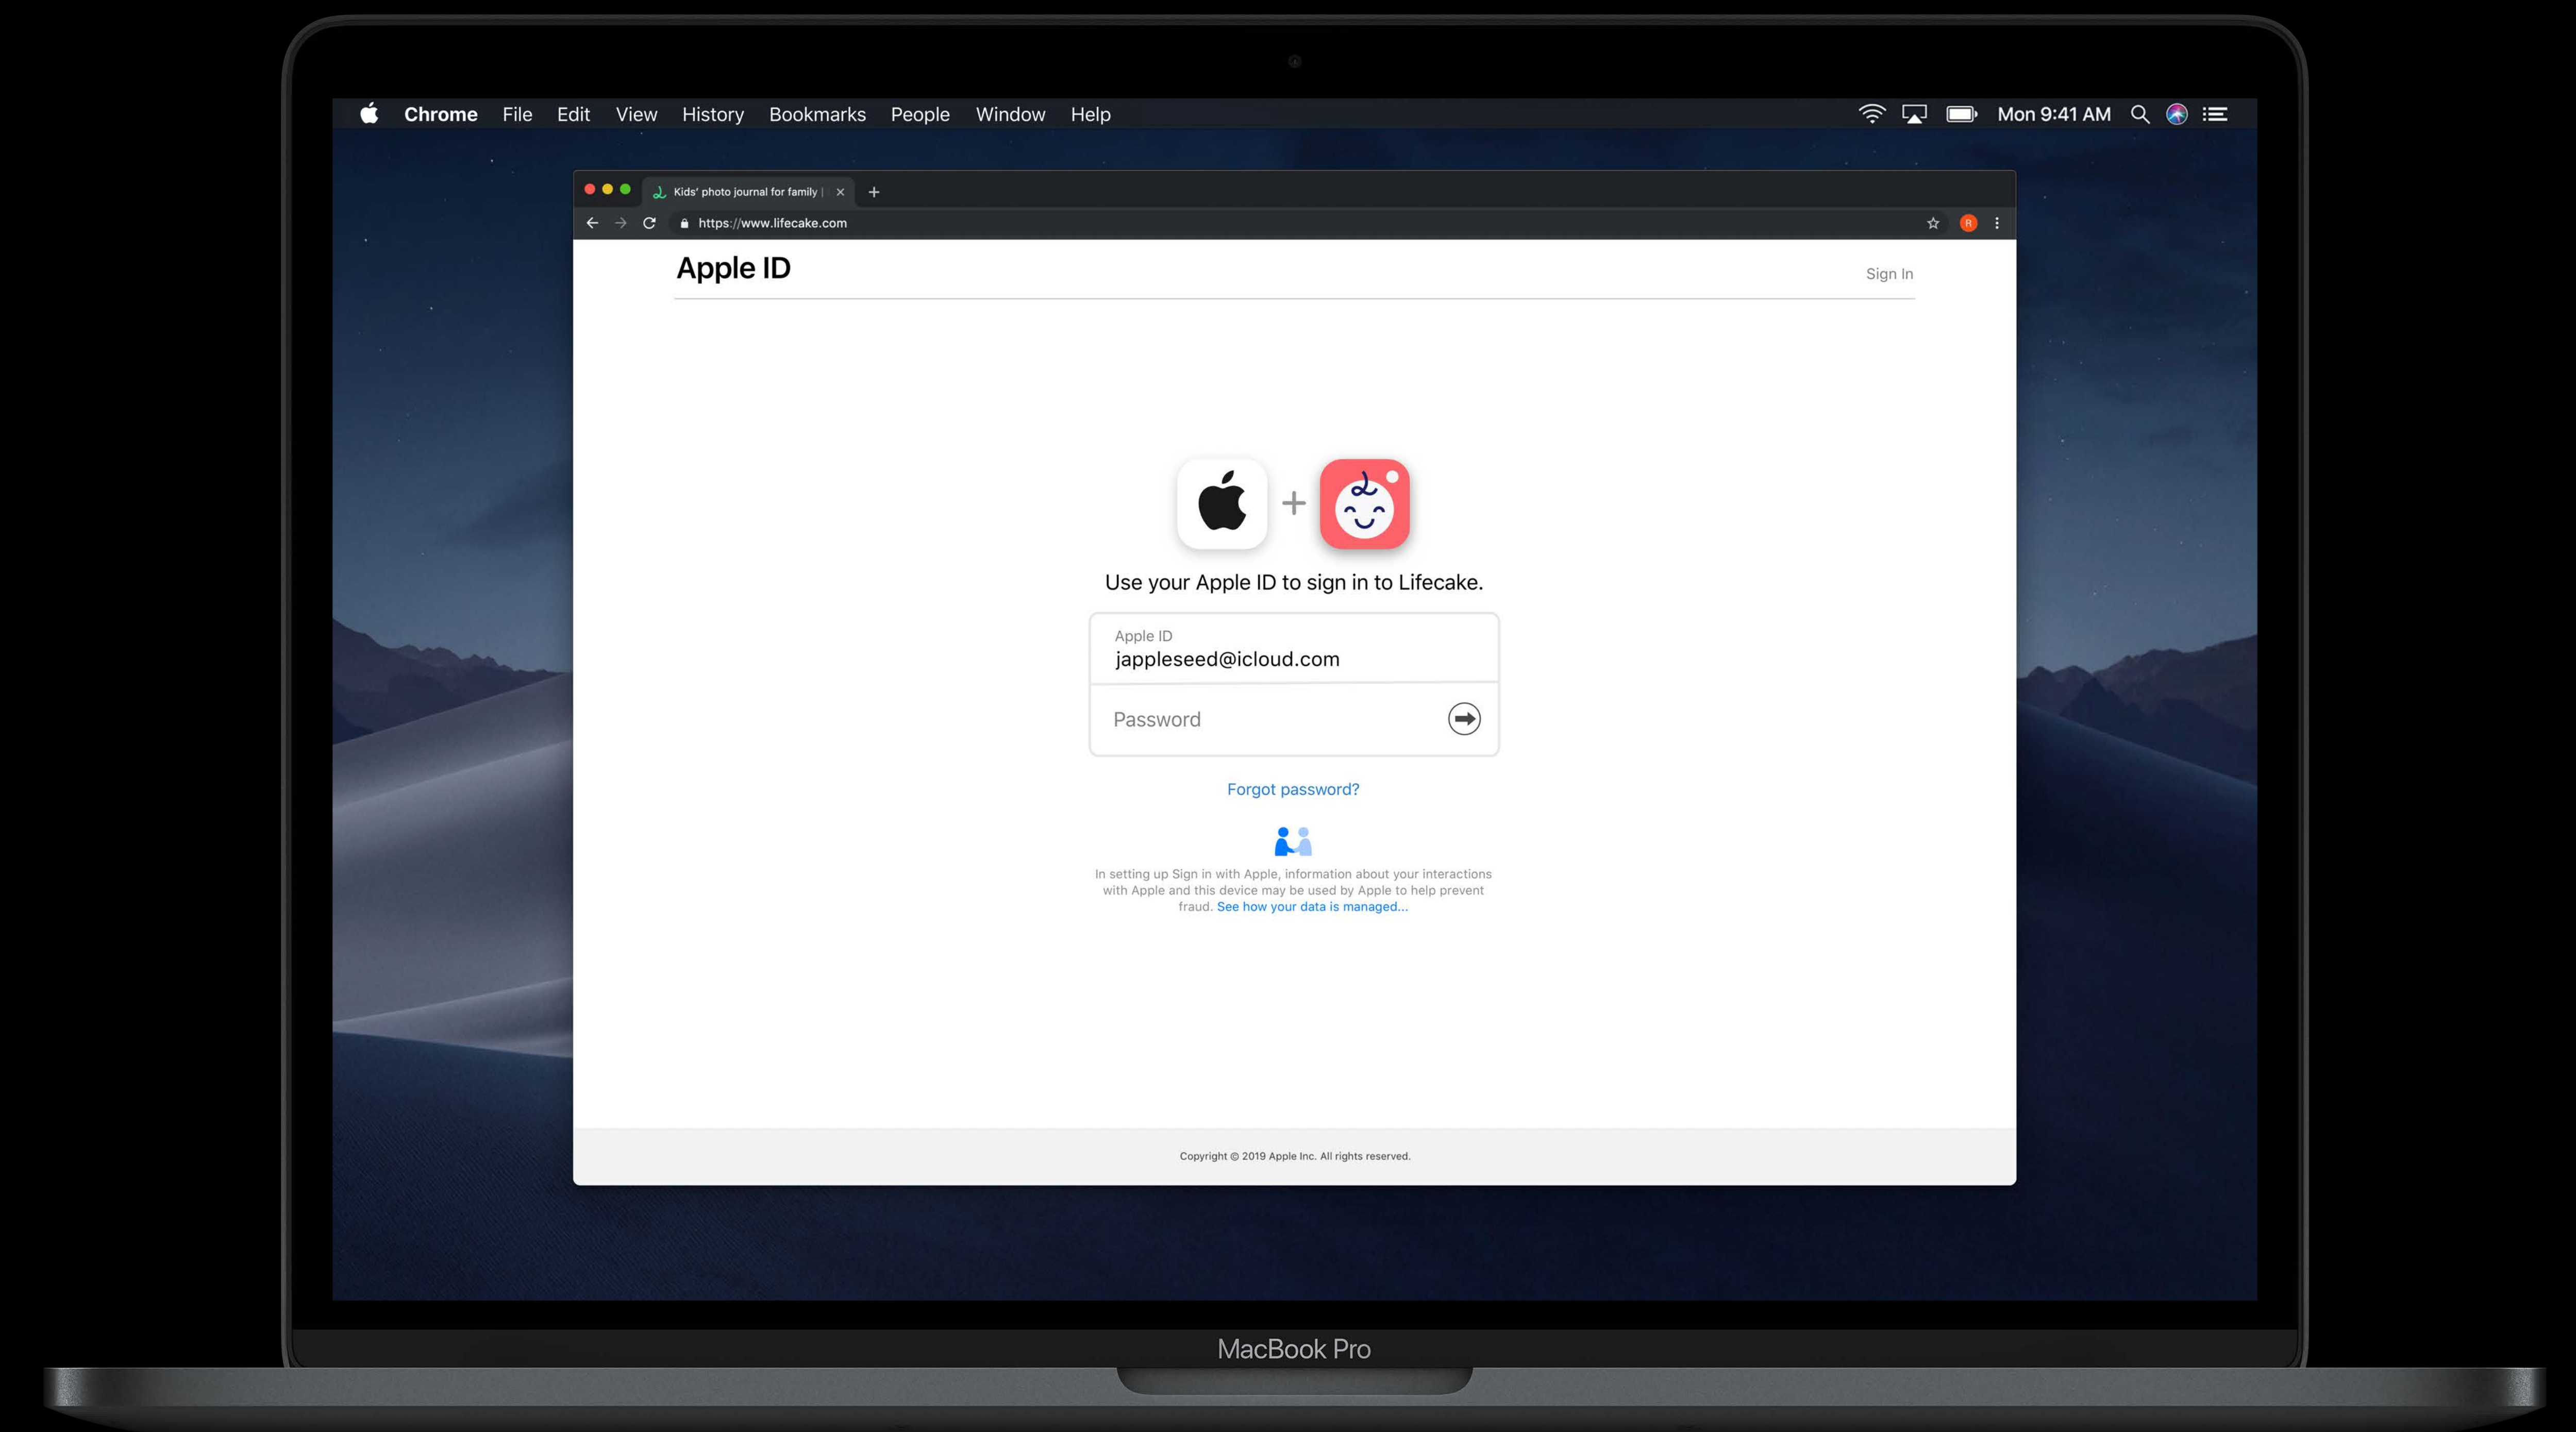 Chrome File Edit View History Bookmarks People Window Help Mon 9:41 AM
Kids' photo journal for family |
https://www.lifecake.com
R
Apple ID
Sign In
Use your Apple ID to sign in to Lifecake.
Apple ID
jappleseed@icloud.com
Password
Forgot password?
In setting up Sign in with Apple, information about your interactions
with Apple and this device may be used by Apple to help prevent
fraud. See how your data is managed...
Copyright © 2019 Apple Inc. All rights reserved.
MacBook Pro